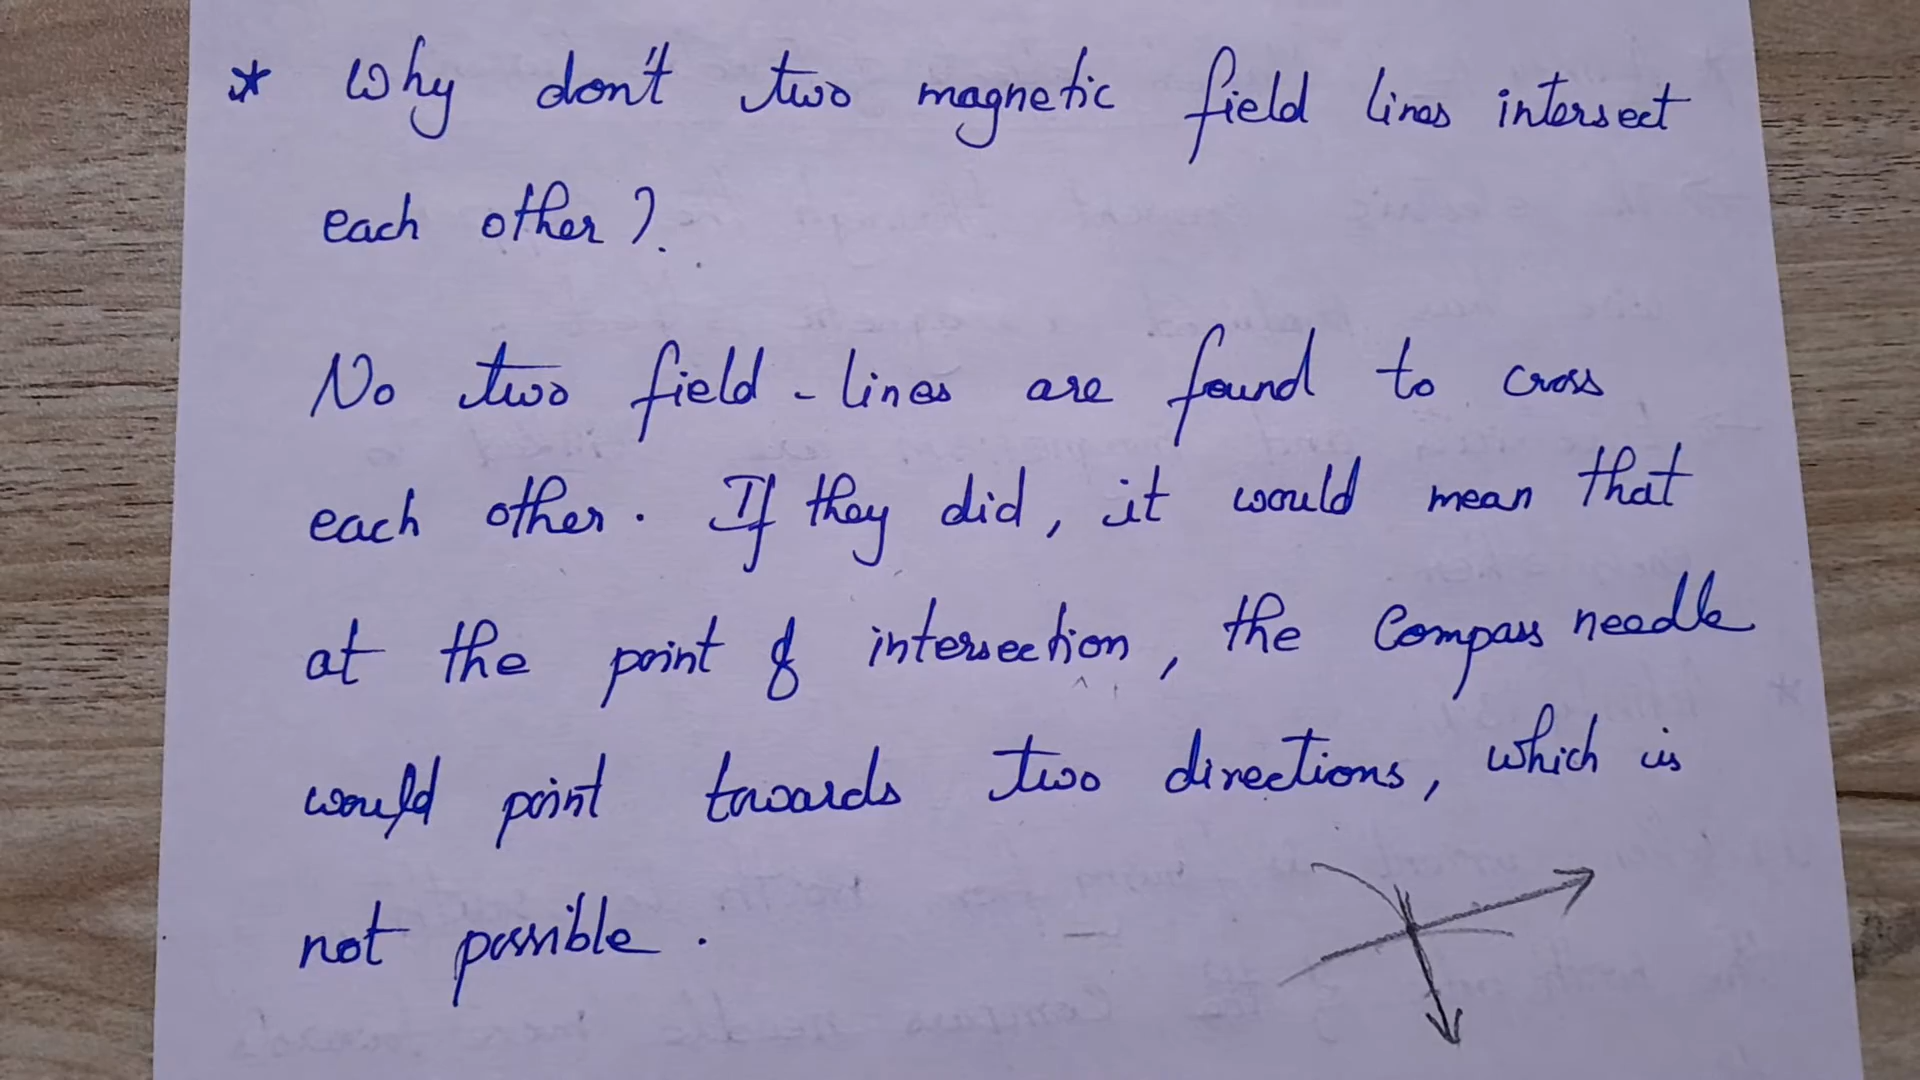 * Why don't two magnetic field lines intersect
each other?
No two field-lines are found to cross
each other. If they did, it would mean that
at the point of intersection, the compass needle
would point towards two directions, which is
not possible.